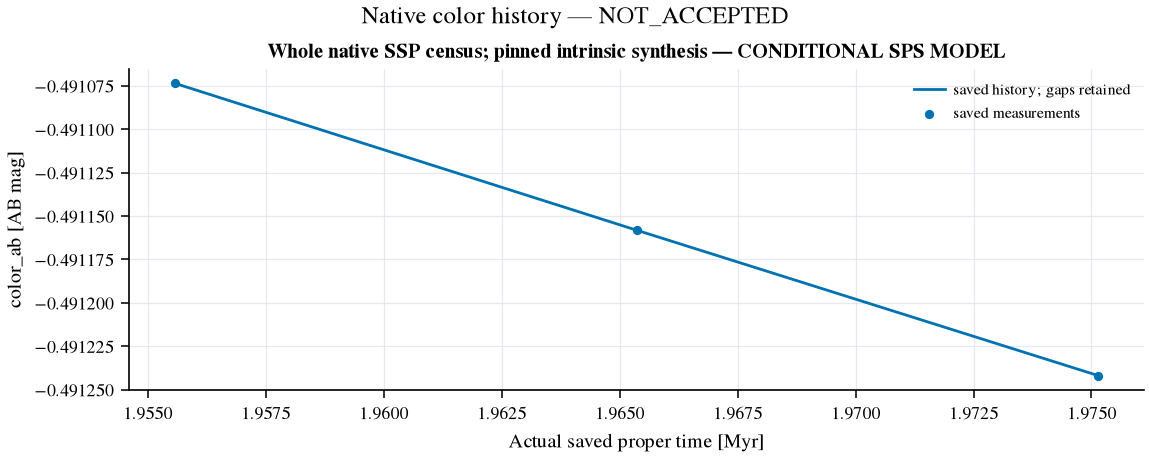 Native color history — NOT_ACCEPTED
Whole native SSP census; pinned intrinsic synthesis — CONDITIONAL SPS MODEL
saved history; gaps retained
saved measurements
color_ab [AB mag]
−0.491075
−0.491100
−0.491125
−0.491150
−0.491175
−0.491200
−0.491225
−0.491250
1.9550 1.9575 1.9600 1.9625 1.9650 1.9675 1.9700 1.9725 1.9750
Actual saved proper time [Myr]